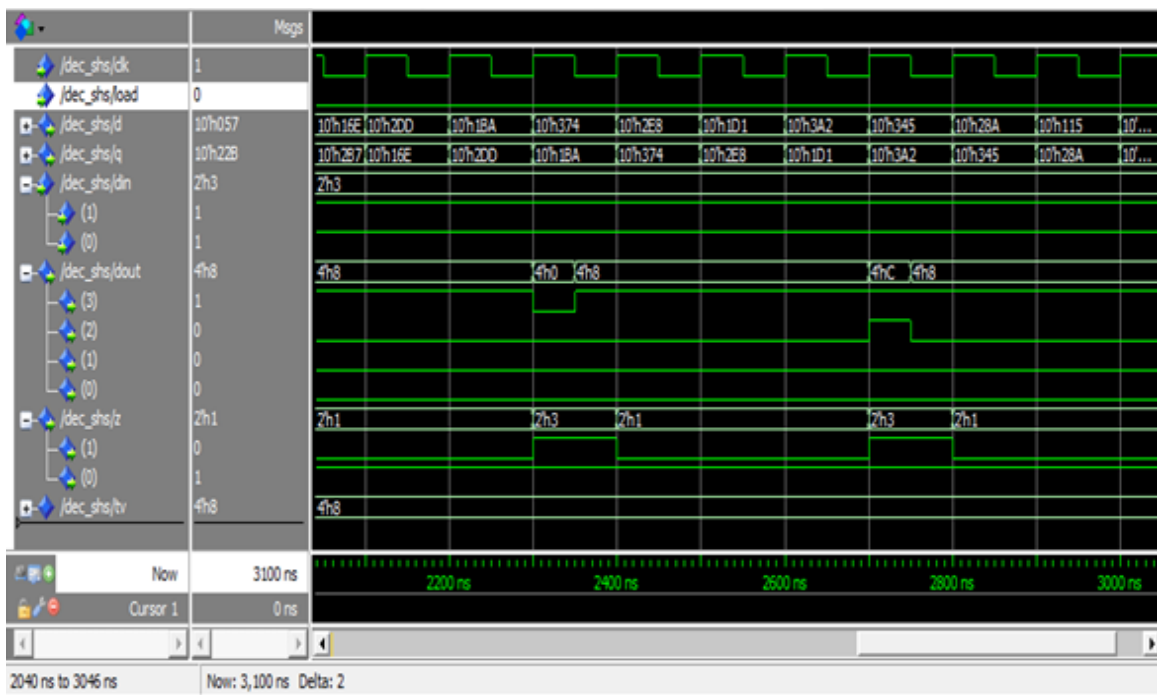 Msgs
/dec_shs/clk 1
/dec_shs/load 0
/dec_shs/d 10'h057 10'h16E 10'h2DD 10'h1BA 10'h374 10'h2E8 10'h1D1 10'h3A2 10'h345 10'h28A 10'h115 10'...
/dec_shs/q 10'h22B 10'h2B7 10'h16E 10'h2DD 10'h1BA 10'h374 10'h2E8 10'h1D1 10'h3A2 10'h345 10'h28A 10'...
/dec_shs/din 2'h3 2'h3
(1) 1
(0) 1
/dec_shs/dout 4'h8 4'h8 4'h0 4'h8 4'hC 4'h8
(3) 1
(2) 0
(1) 0
(0) 0
/dec_shs/z 2'h1 2'h1 2'h3 2'h1 2'h3 2'h1
(1) 0
(0) 1
/dec_shs/tv 4'h8 4'h8
Now 3100 ns 2200 ns 2400 ns 2600 ns 2800 ns 3000 ns
Cursor 1 0 ns
2040 ns to 3046 ns Now: 3,100 ns Delta: 2